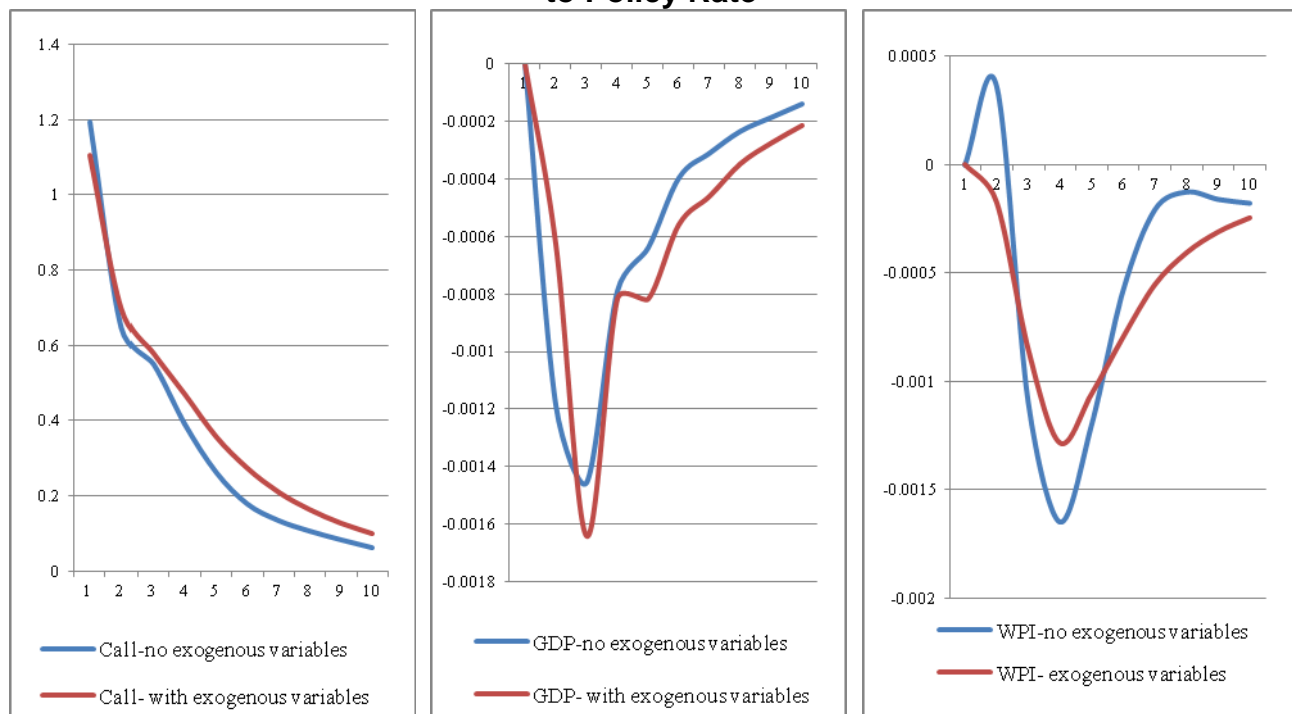 to Policy Rate
1.4
1.2
1
0.8
0.6
0.4
0.2
0
1 2 3 4 5 6 7 8 9 10
Call-no exogenous variables
Call- with exogenous variables
0
1 2 3 4 5 6 7 8 9 10
-0.0002
-0.0004
-0.0006
-0.0008
-0.001
-0.0012
-0.0014
-0.0016
-0.0018
GDP-no exogenous variables
GDP- with exogenous variables
0.0005
0
1 2 3 4 5 6 7 8 9 10
-0.0005
-0.001
-0.0015
-0.002
WPI-no exogenous variables
WPI- exogenous variables